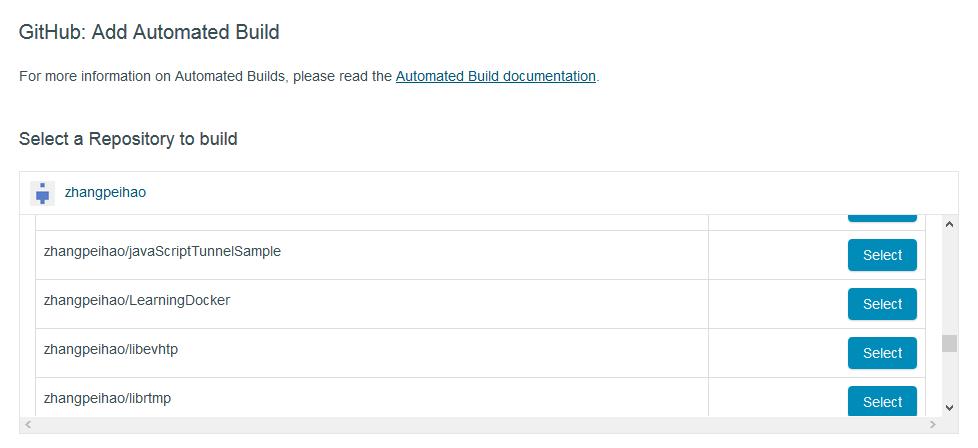 GitHub: Add Automated Build
For more information on Automated Builds, please read the Automated Build documentation.
Select a Repository to build
zhangpeihao
zhangpeihao/javaScriptTunnelSample Select
zhangpeihao/LearningDocker Select
zhangpeihao/libevhtp Select
zhangpeihao/librtmp Select